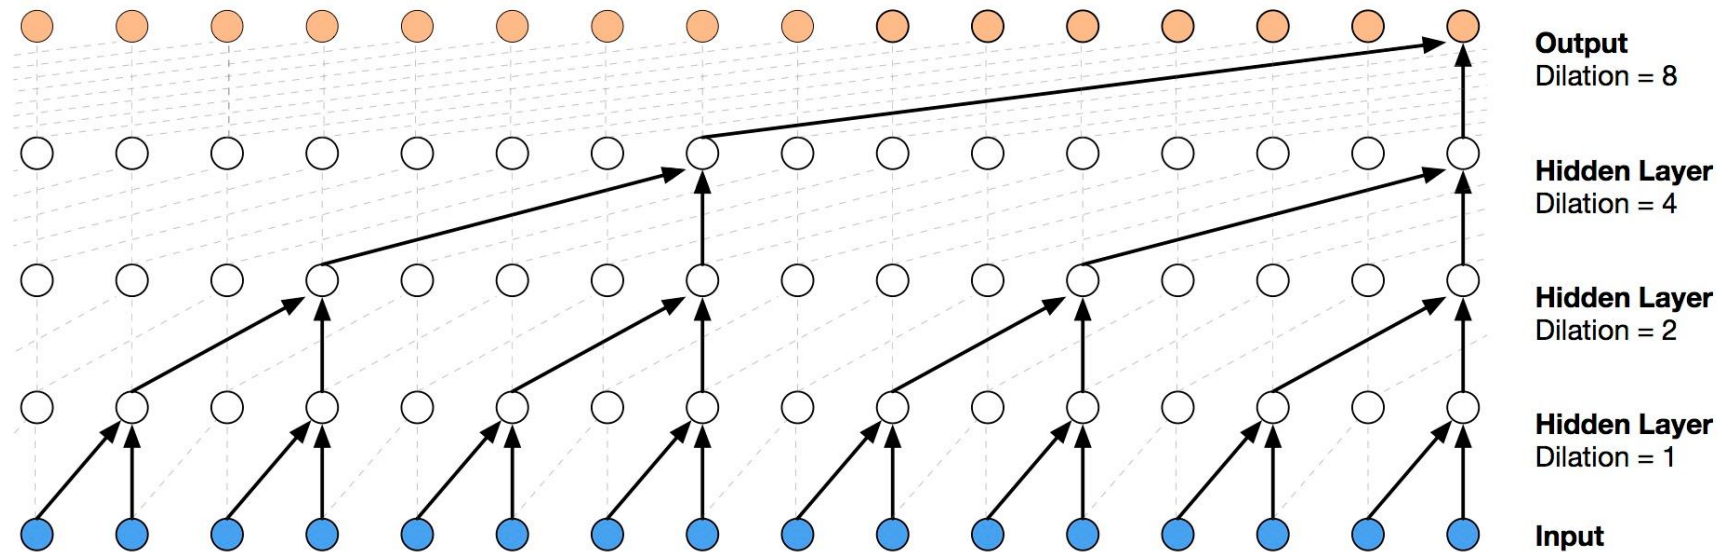 Output
Dilation = 8
Hidden Layer
Dilation = 4
Hidden Layer
Dilation = 2
Hidden Layer
Dilation = 1
Input